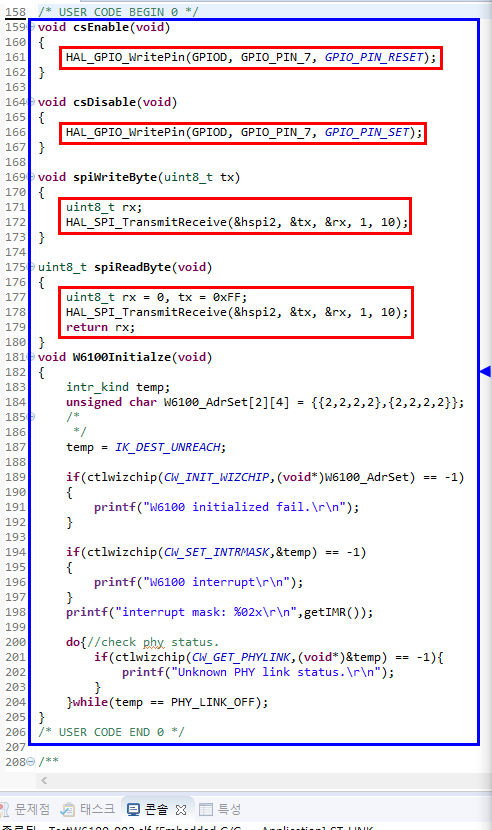 158 /* USER CODE BEGIN 0 */
159 void csEnable(void)
160 {
161 HAL_GPIO_WritePin(GPIOD, GPIO_PIN_7, GPIO_PIN_RESET);
162 }
163
164 void csDisable(void)
165 {
166 HAL_GPIO_WritePin(GPIOD, GPIO_PIN_7, GPIO_PIN_SET);
167 }
168
169 void spiWriteByte(uint8_t tx)
170 {
171 uint8_t rx;
172 HAL_SPI_TransmitReceive(&hspi2, &tx, &rx, 1, 10);
173 }
174
175 uint8_t spiReadByte(void)
176 {
177 uint8_t rx = 0, tx = 0xFF;
178 HAL_SPI_TransmitReceive(&hspi2, &tx, &rx, 1, 10);
179 return rx;
180 }
181 void W6100Initialze(void)
182 {
183 intr_kind temp;
184 unsigned char W6100_AdrSet[2][4] = {{2,2,2,2},{2,2,2,2}};
185 /*
186 */
187 temp = IK_DEST_UNREACH;
188
189 if(ctlwizchip(CW_INIT_WIZCHIP,(void*)W6100_AdrSet) == -1)
190 {
191 printf("W6100 initialized fail.\r\n");
192 }
193
194 if(ctlwizchip(CW_SET_INTRMASK,&temp) == -1)
195 {
196 printf("W6100 interrupt\r\n");
197 }
198 printf("interrupt mask: %02x\r\n",getIMR());
199
200 do{//check phy status.
201 if(ctlwizchip(CW_GET_PHYLINK,(void*)&temp) == -1){
202 printf("Unknown PHY link status.\r\n");
203 }
204 }while(temp == PHY_LINK_OFF);
205 }
206 /* USER CODE END 0 */
207
208 /**
문제점 태스크 콘솔 특성